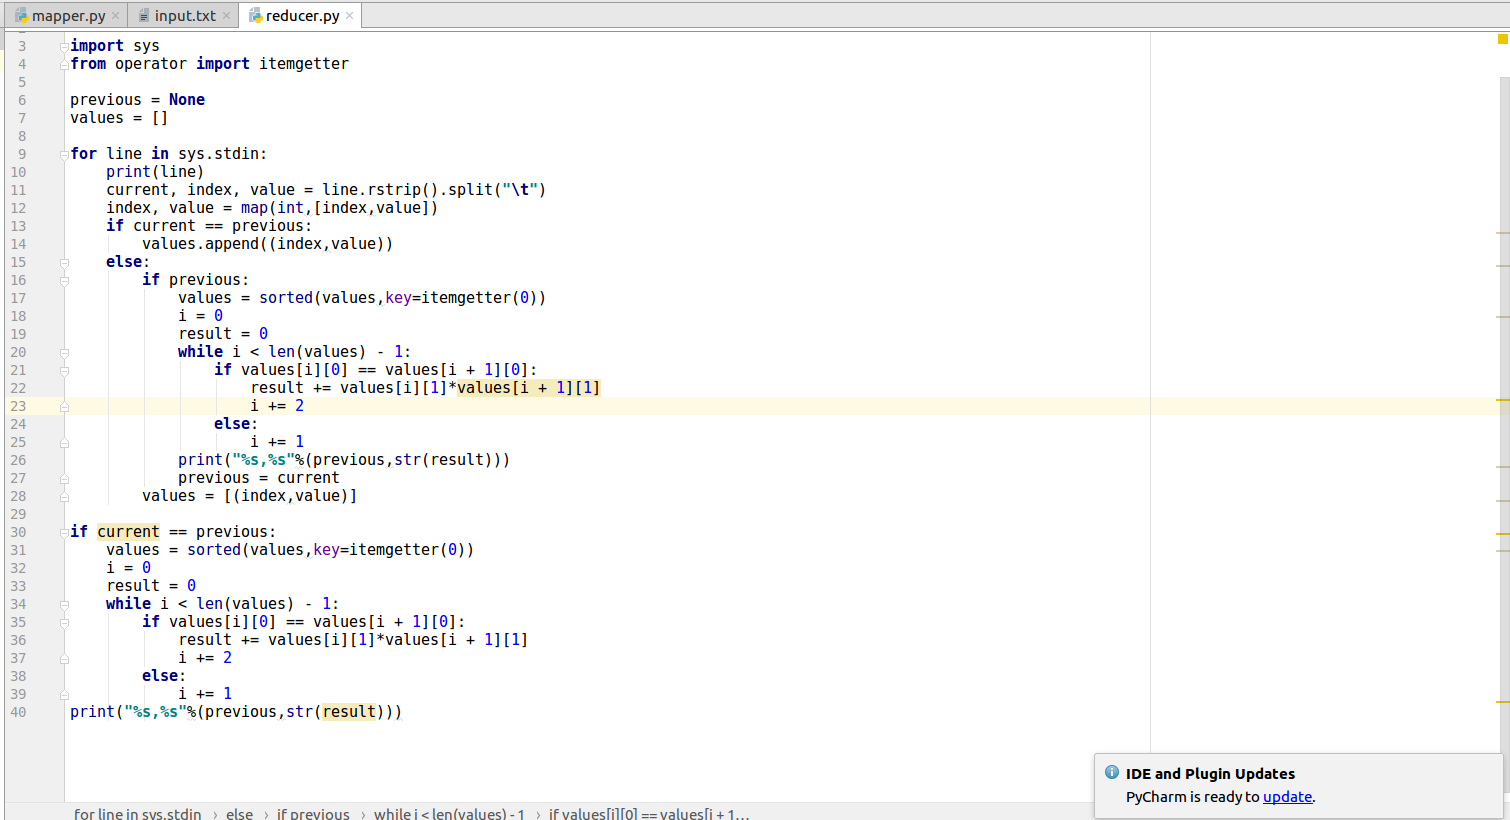 mapper.py input.txt reducer.py
3 import sys
4 from operator import itemgetter
5
6 previous = None
7 values = []
8
9 for line in sys.stdin:
10     print(line)
11     current, index, value = line.rstrip().split("\t")
12     index, value = map(int,[index,value])
13     if current == previous:
14         values.append((index,value))
15     else:
16         if previous:
17             values = sorted(values,key=itemgetter(0))
18             i = 0
19             result = 0
20             while i < len(values) - 1:
21                 if values[i][0] == values[i + 1][0]:
22                     result += values[i][1]*values[i + 1][1]
23                     i += 2
24                 else:
25                     i += 1
26             print("%s,%s"%(previous,str(result)))
27             previous = current
28         values = [(index,value)]
29
30 if current == previous:
31     values = sorted(values,key=itemgetter(0))
32     i = 0
33     result = 0
34     while i < len(values) - 1:
35         if values[i][0] == values[i + 1][0]:
36             result += values[i][1]*values[i + 1][1]
37             i += 2
38         else:
39             i += 1
40 print("%s,%s"%(previous,str(result)))
IDE and Plugin Updates
PyCharm is ready to update.
for line in sys.stdin › else › if previous › while i < len(values) - 1 › if values[i][0] == values[i + 1...